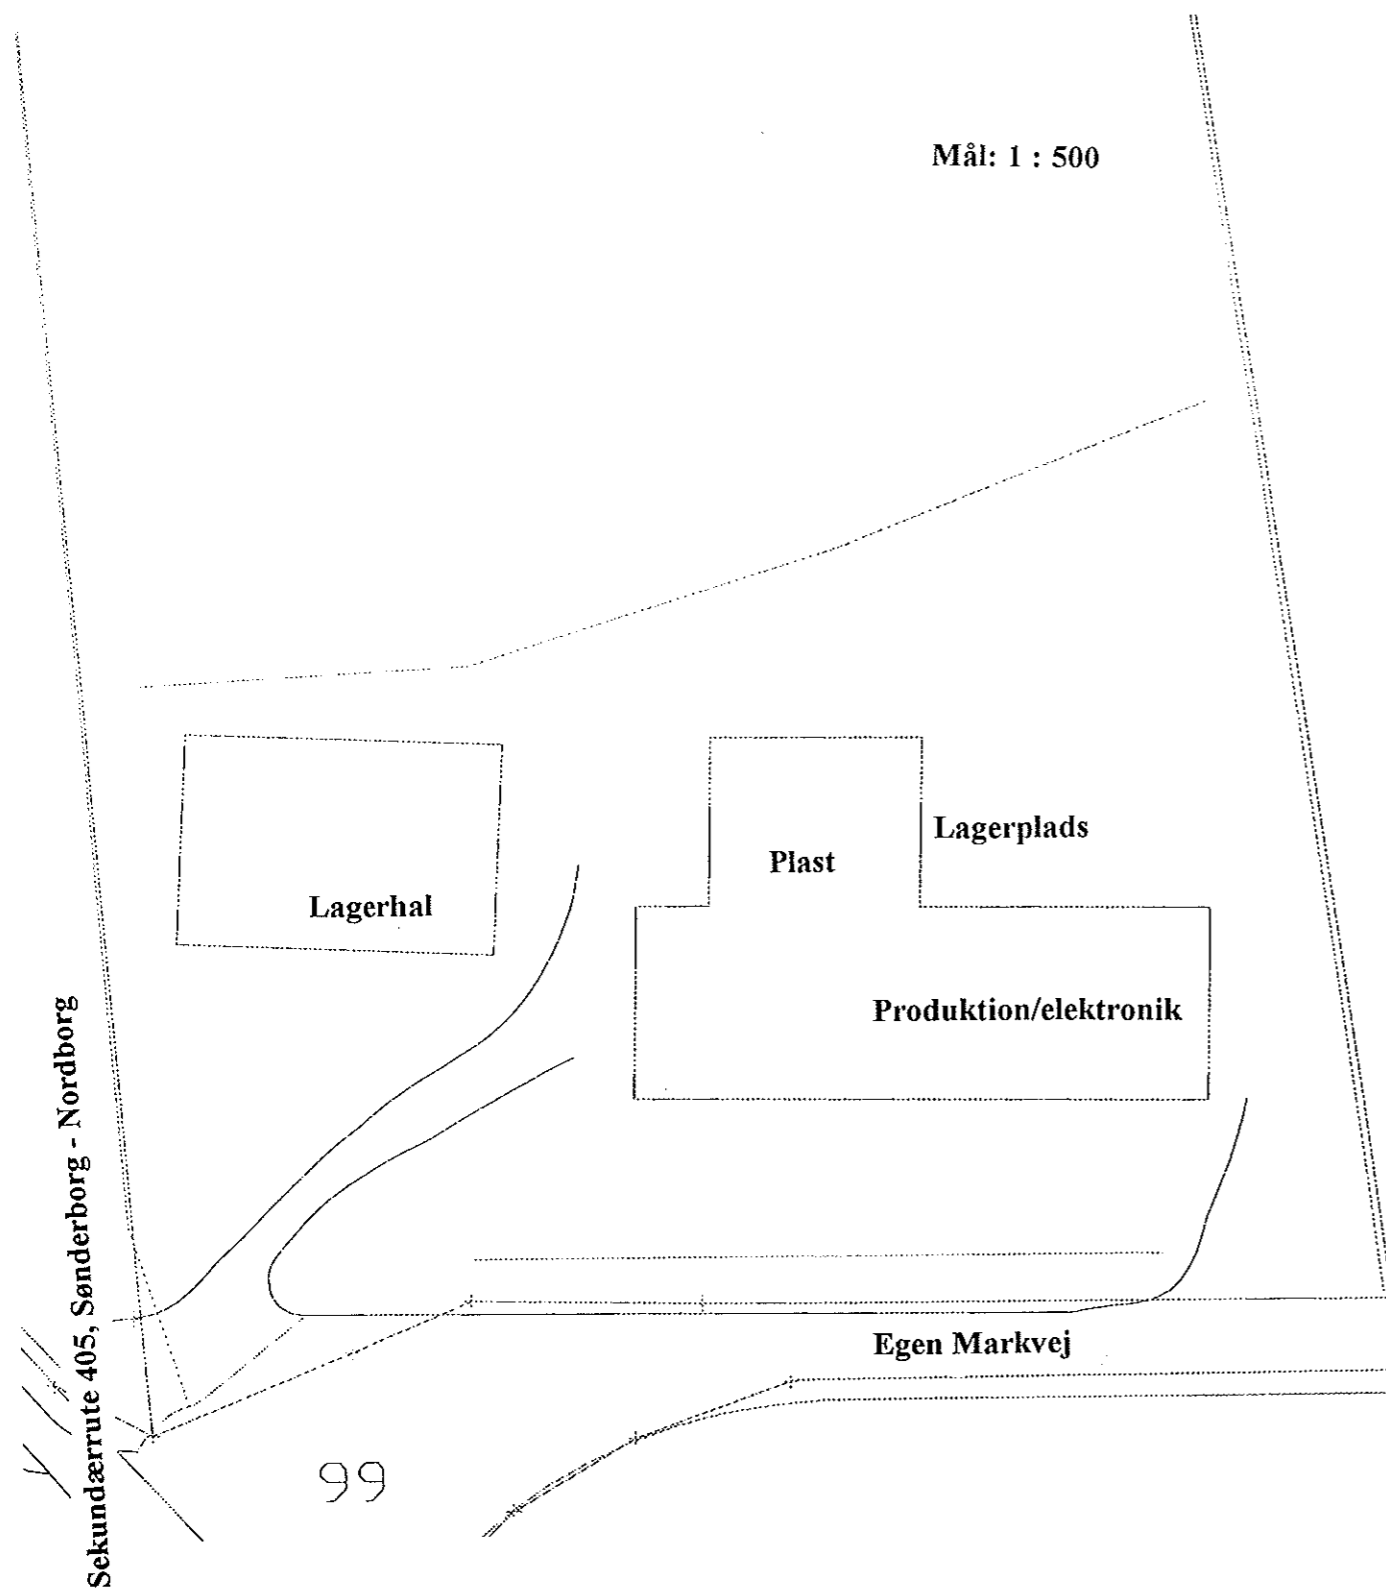 Mål: 1 : 500
Lagerplads
Plast
Lagerhal
Produktion/elektronik
Sekundærrute 405, Sønderborg - Nordborg
Egen Markvej
99